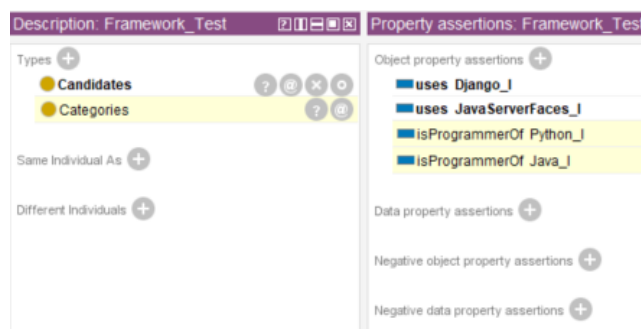 Description: Framework_Test
Types
Candidates
Categories
Same Individual As
Different Individuals
Property assertions: Framework_Test
Object property assertions
uses Django_I
uses JavaServerFaces_I
isProgrammerOf Python_I
isProgrammerOf Java_I
Data property assertions
Negative object property assertions
Negative data property assertions